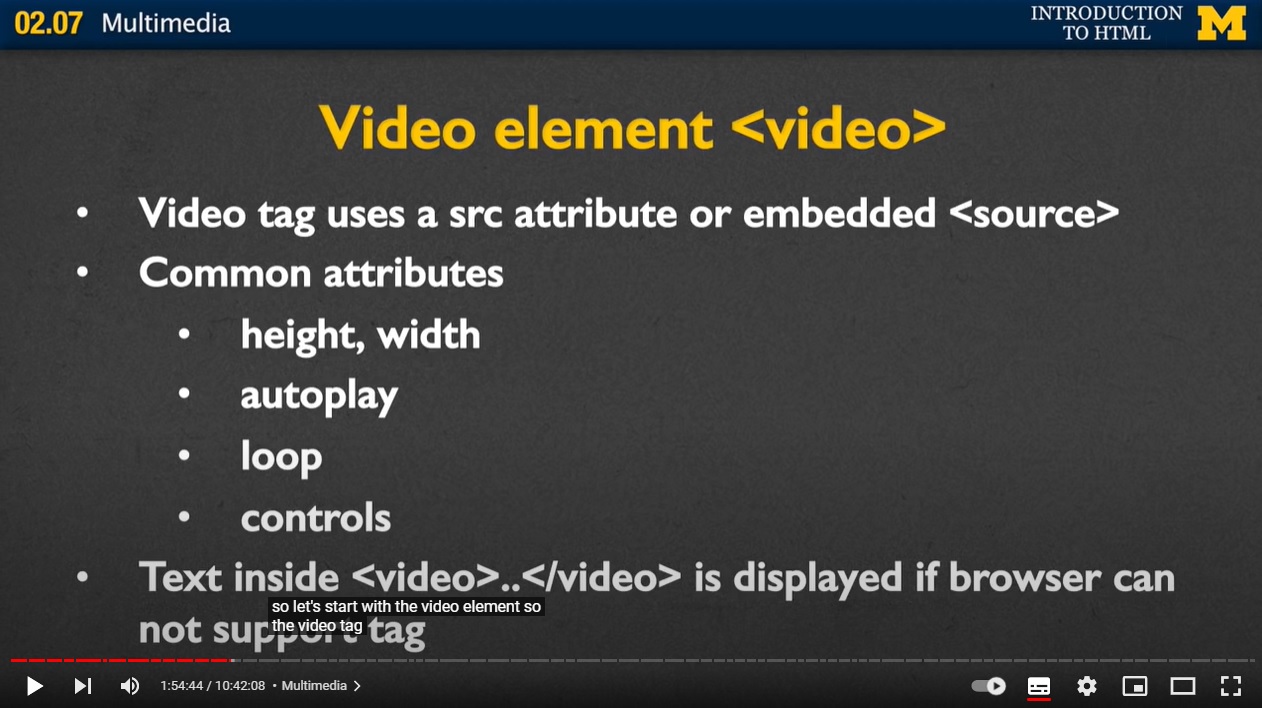 02.07 Multimedia
INTRODUCTION
TO HTML
M
Video element <video>
• Video tag uses a src attribute or embedded <source>
• Common attributes
• height, width
• autoplay
• loop
• controls
• Text inside <video>..</video> is displayed if browser can
not support tag
so let's start with the video element so
the video tag
1:54:44 / 10:42:08 • Multimedia